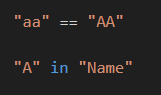 "aa" == "AA"
"A" in "Name"